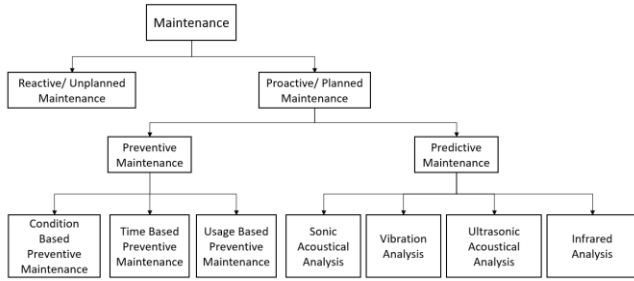 Maintenance
Reactive/ Unplanned
Maintenance
Proactive/ Planned
Maintenance
Preventive
Maintenance
Predictive
Maintenance
Condition
Based
Preventive
Maintenance
Time Based
Preventive
Maintenance
Usage Based
Preventive
Maintenance
Sonic
Acoustical
Analysis
Vibration
Analysis
Ultrasonic
Acoustical
Analysis
Infrared
Analysis